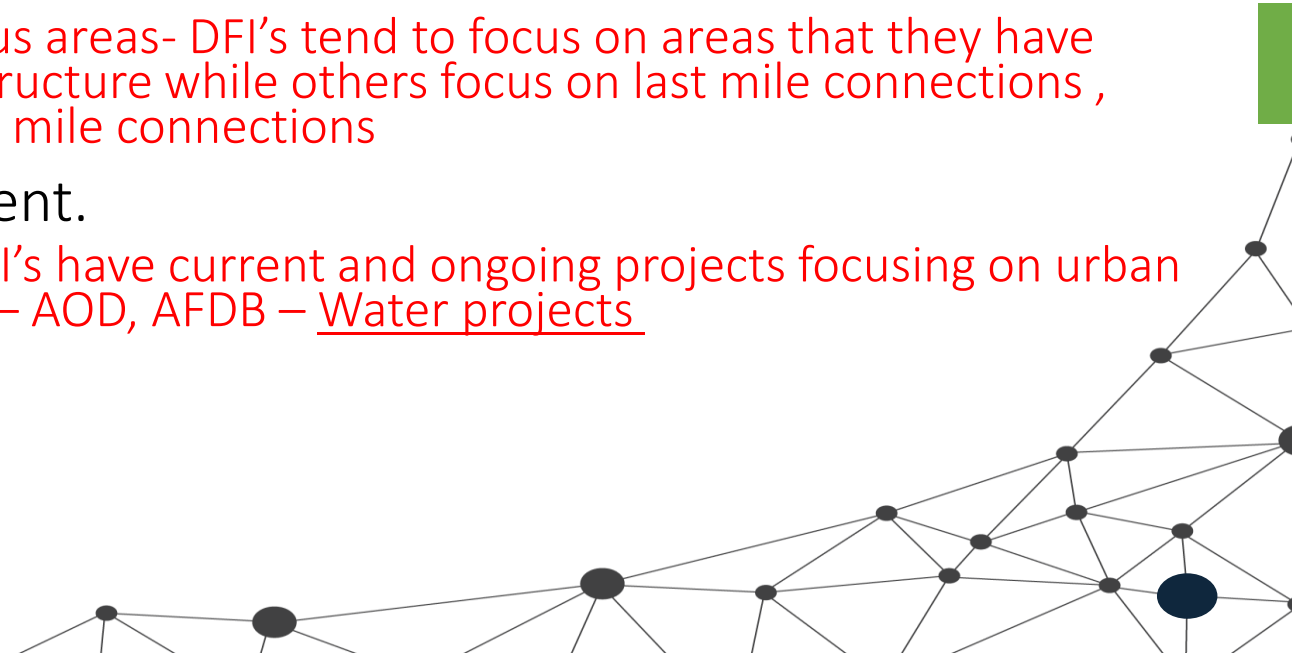 us areas- DFI’s tend to focus on areas that they have
ructure while others focus on last mile connections ,
mile connections
ent.
I’s have current and ongoing projects focusing on urban
– AOD, AFDB – Water projects